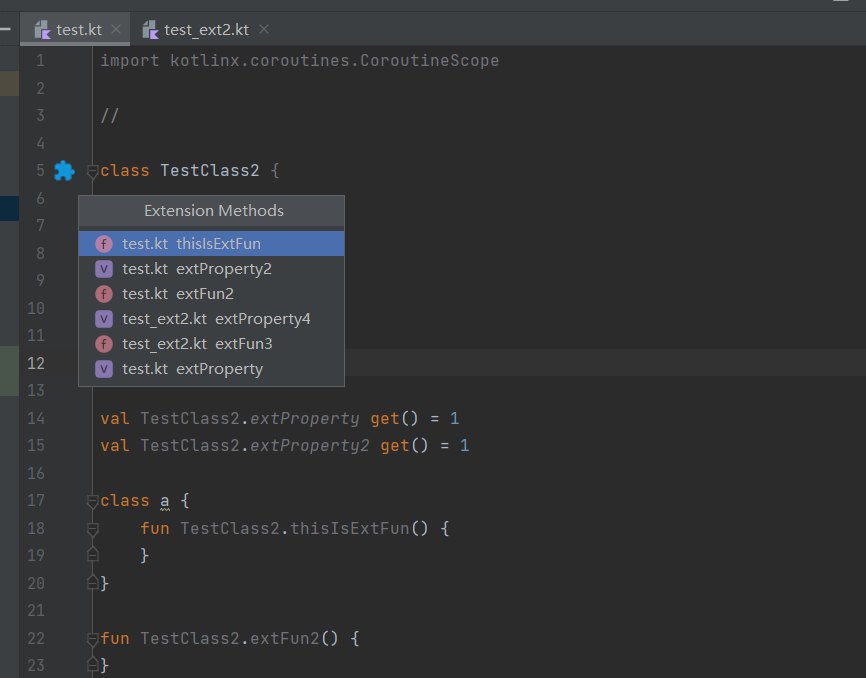 test.kt test_ext2.kt
1 import kotlinx.coroutines.CoroutineScope
2
3 //
4
5 class TestClass2 {
6
Extension Methods
7
f test.kt thisIsExtFun
8
v test.kt extProperty2
9
f test.kt extFun2
10
v test_ext2.kt extProperty4
11
f test_ext2.kt extFun3
12
v test.kt extProperty
13
14 val TestClass2.extProperty get() = 1
15 val TestClass2.extProperty2 get() = 1
16
17 class a {
18 fun TestClass2.thisIsExtFun() {
19 }
20 }
21
22 fun TestClass2.extFun2() {
23 }